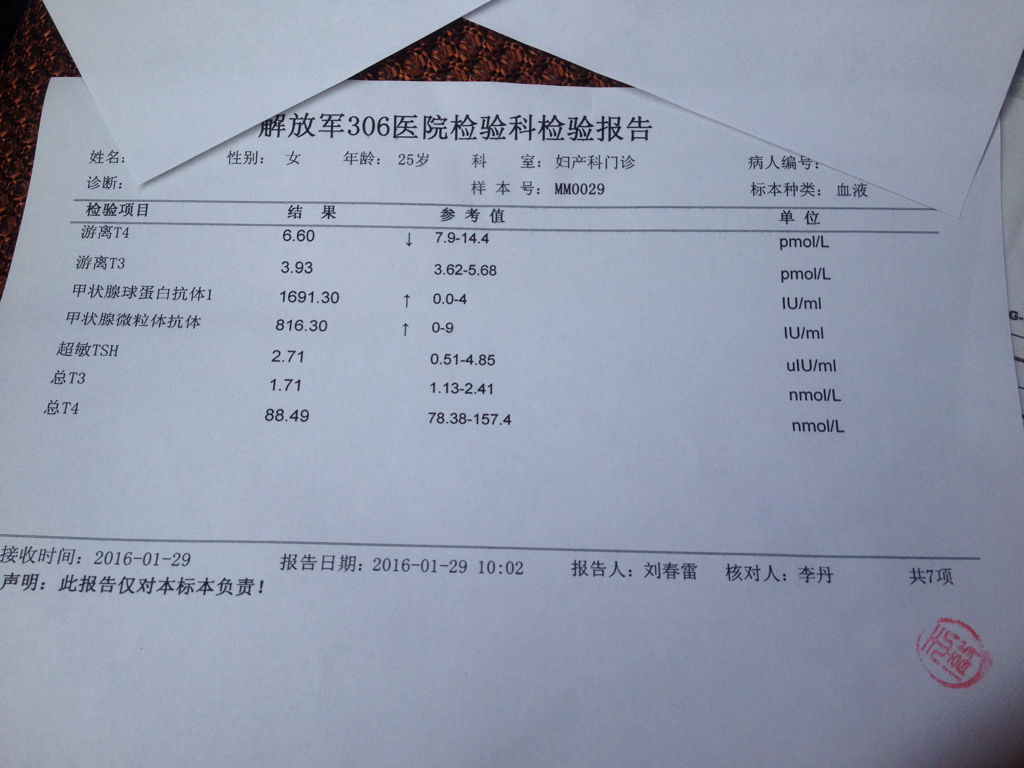 解放军306医院检验科检验报告
姓名: 性别: 女 年龄: 25岁 科 室: 妇产科门诊 病人编号:
诊断: 样 本 号: MM0029 标本种类: 血液
检验项目 结 果 参 考 值 单 位
游离T4 6.60 ↓ 7.9-14.4 pmol/L
游离T3 3.93 3.62-5.68 pmol/L
甲状腺球蛋白抗体1 1691.30 ↑ 0.0-4 IU/ml
甲状腺微粒体抗体 816.30 ↑ 0-9 IU/ml
超敏TSH 2.71 0.51-4.85 uIU/ml
总T3 1.71 1.13-2.41 nmol/L
总T4 88.49 78.38-157.4 nmol/L
接收时间: 2016-01-29 报告日期: 2016-01-29 10:02 报告人: 刘春雷 核对人: 李丹 共7项
声明: 此报告仅对本标本负责!
G-